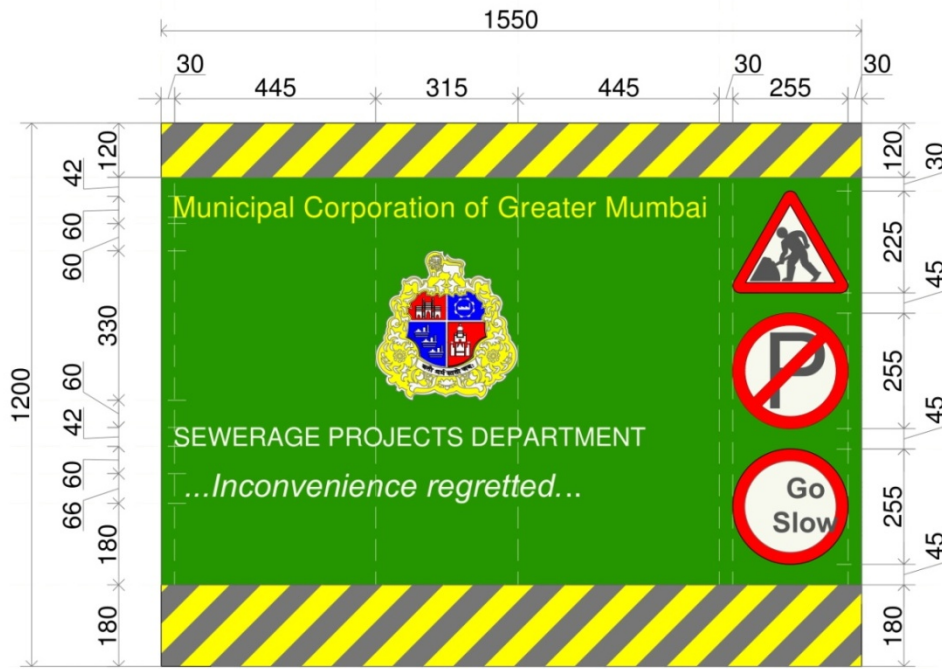 1550
30 30 30
445 315 445 255
120 120
42 30
Municipal Corporation of Greater Mumbai
60 225
60 45
330
1200
255
P
60 45
42
SEWERAGE PROJECTS DEPARTMENT
60
...Inconvenience regretted...
Go
Slow
66 255
180 45
180 180